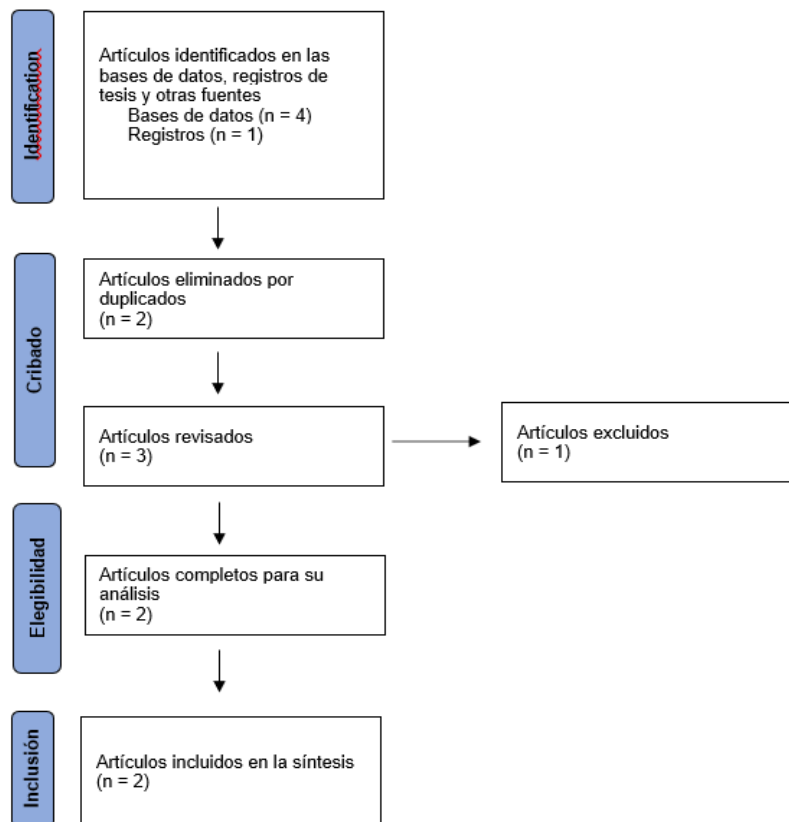 Identification
Artículos identificados en las
bases de datos, registros de
tesis y otras fuentes
Bases de datos (n = 4)
Registros (n = 1)
Cribado
Artículos eliminados por
duplicados
(n = 2)
Artículos revisados
(n = 3)
Artículos excluidos
(n = 1)
Elegibilidad
Artículos completos para su
análisis
(n = 2)
Inclusión
Artículos incluidos en la síntesis
(n = 2)